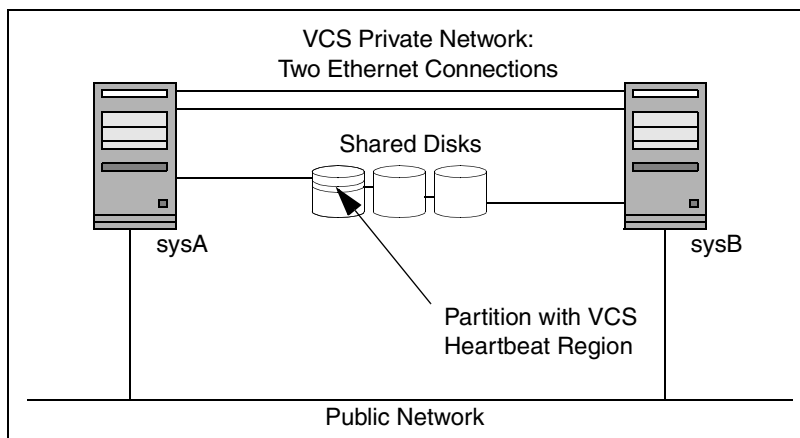 VCS Private Network:
Two Ethernet Connections
Shared Disks
sysA
sysB
Partition with VCS
Heartbeat Region
Public Network